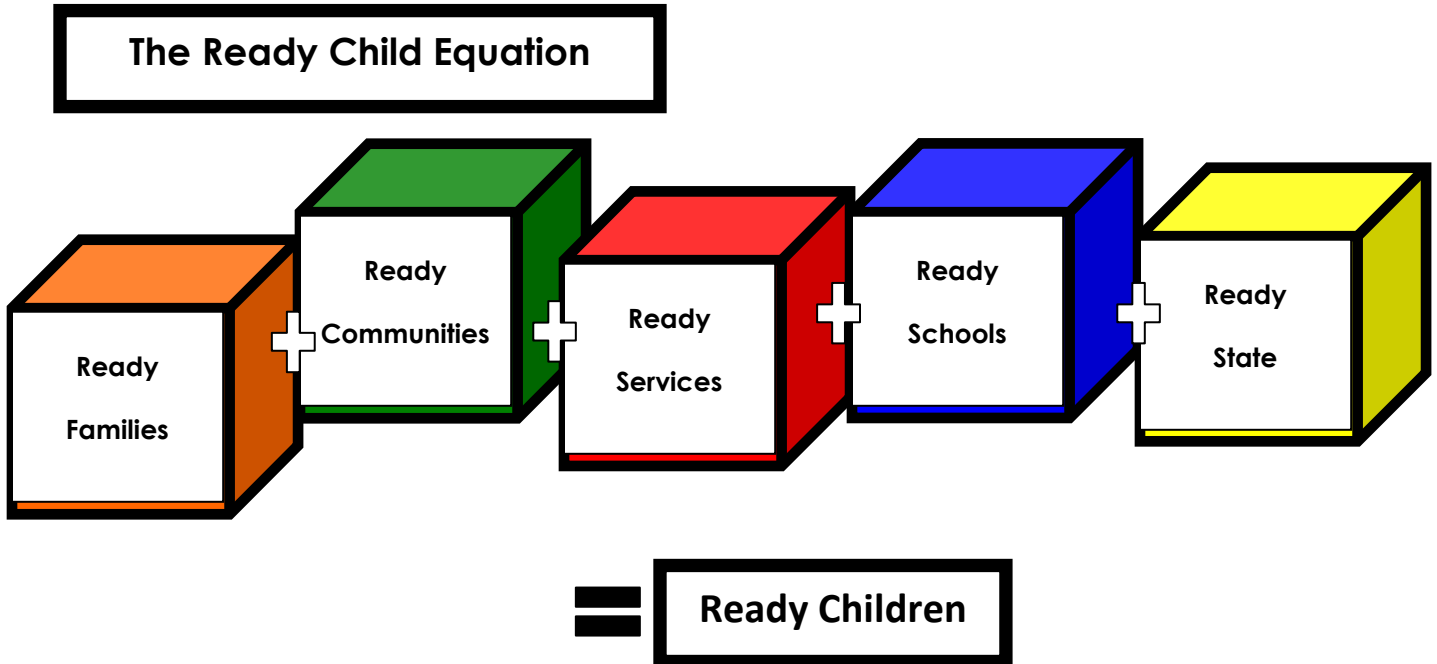 The Ready Child Equation
Ready
Families
+
Ready
Communities
+
Ready
Services
+
Ready
Schools
+
Ready
State
= Ready Children